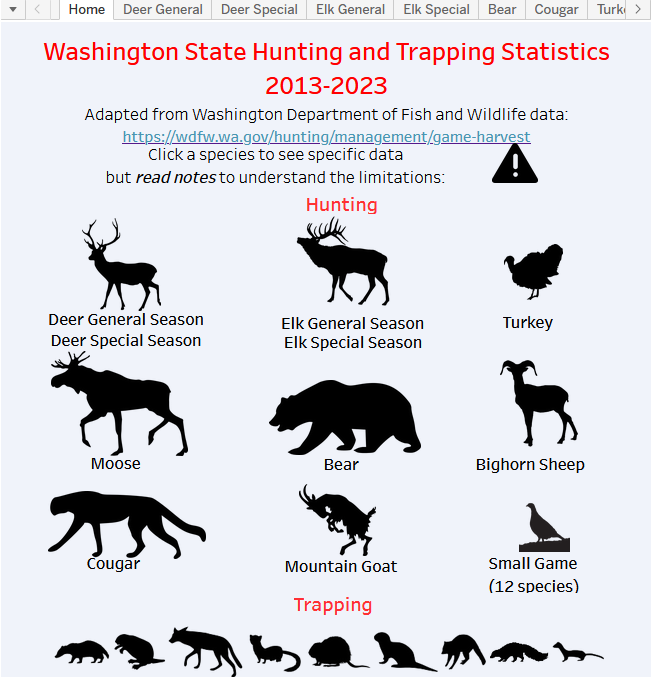 Home Deer General Deer Special Elk General Elk Special Bear Cougar
Washington State Hunting and Trapping Statistics
2013-2023
Adapted from Washington Department of Fish and Wildlife data:
https://wdfw.wa.gov/hunting/management/game-harvest
Click a species to see specific data
but read notes to understand the limitations:
Hunting
Deer General Season
Deer Special Season
Elk General Season
Elk Special Season
Turkey
Moose
Bear
Bighorn Sheep
Cougar
Mountain Goat
Small Game
(12 species)
Trapping